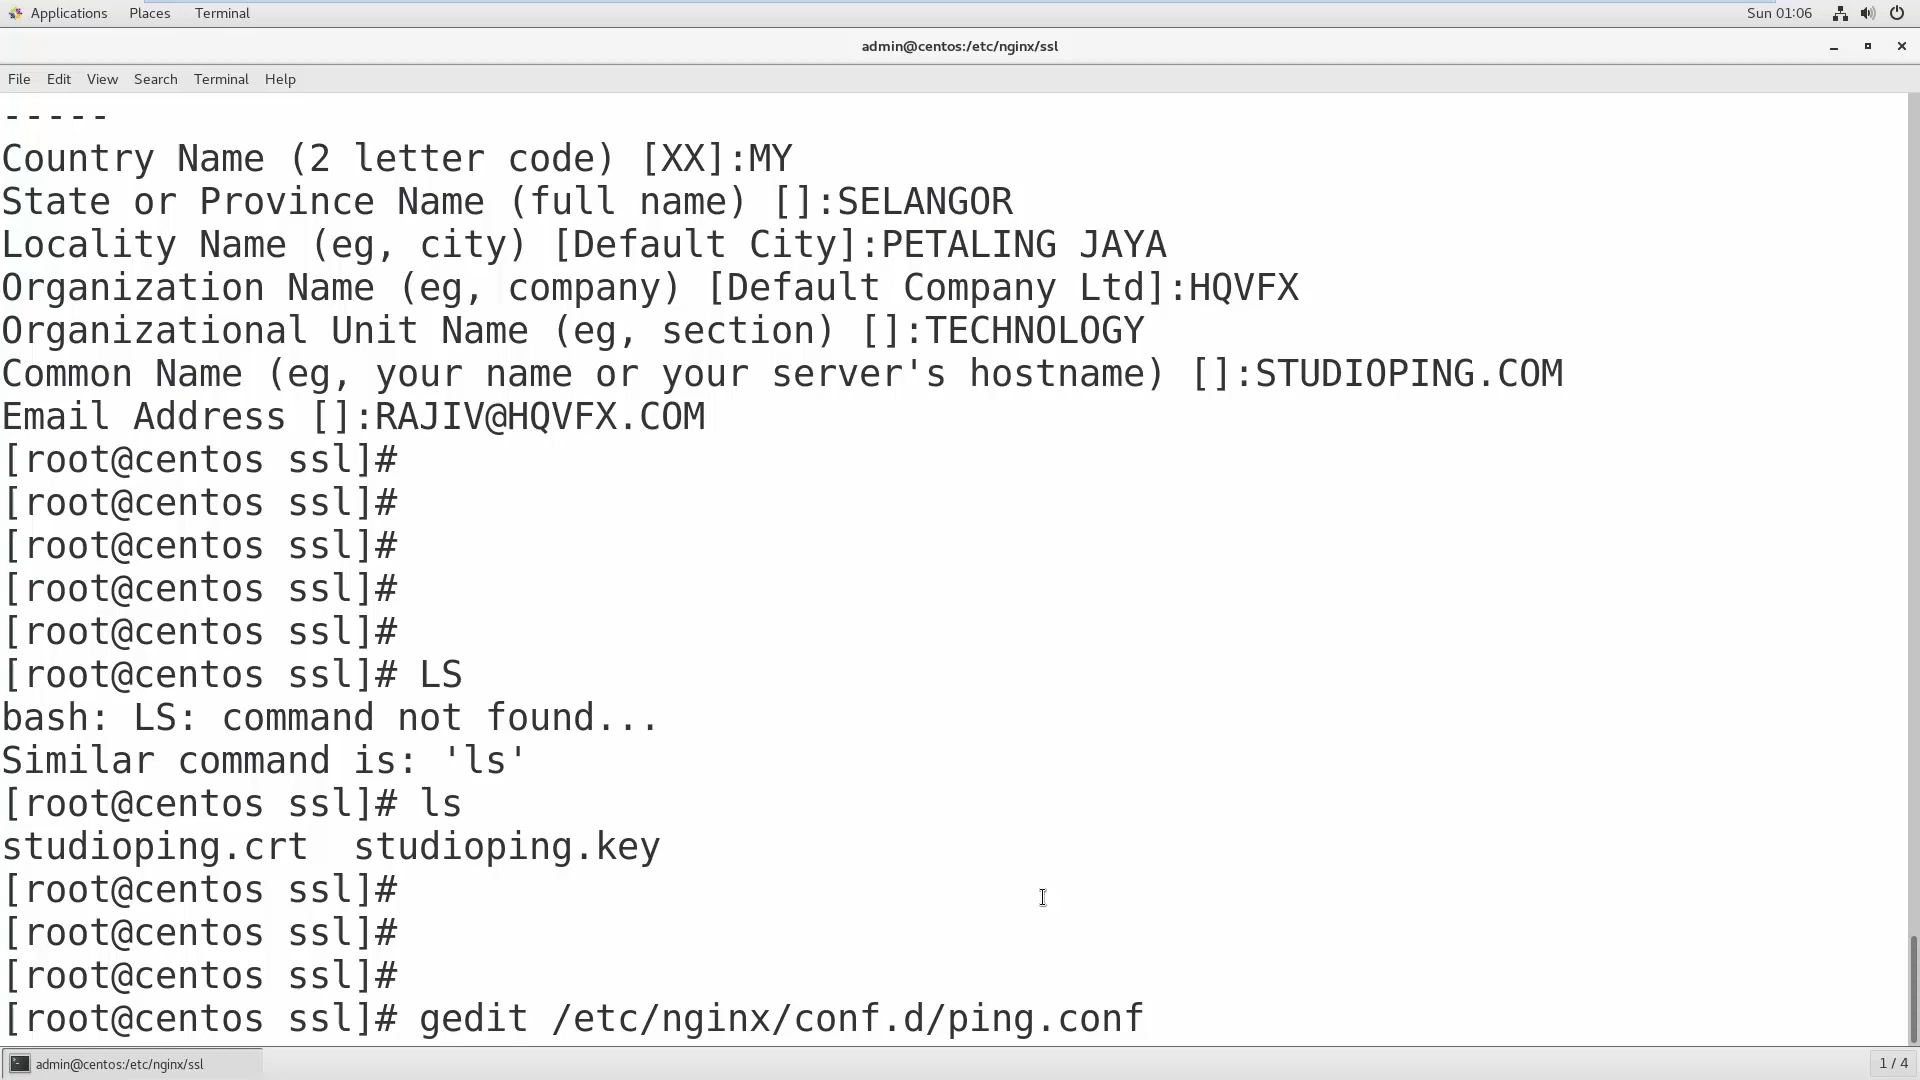 Applications Places Terminal Sun 01:06
admin@centos:/etc/nginx/ssl
File Edit View Search Terminal Help
-----
Country Name (2 letter code) [XX]:MY
State or Province Name (full name) []:SELANGOR
Locality Name (eg, city) [Default City]:PETALING JAYA
Organization Name (eg, company) [Default Company Ltd]:HQVFX
Organizational Unit Name (eg, section) []:TECHNOLOGY
Common Name (eg, your name or your server's hostname) []:STUDIOPING.COM
Email Address []:RAJIV@HQVFX.COM
[root@centos ssl]#
[root@centos ssl]#
[root@centos ssl]#
[root@centos ssl]#
[root@centos ssl]#
[root@centos ssl]# LS
bash: LS: command not found...
Similar command is: 'ls'
[root@centos ssl]# ls
studioping.crt  studioping.key
[root@centos ssl]#
[root@centos ssl]#
[root@centos ssl]#
[root@centos ssl]# gedit /etc/nginx/conf.d/ping.conf
admin@centos:/etc/nginx/ssl 1 / 4